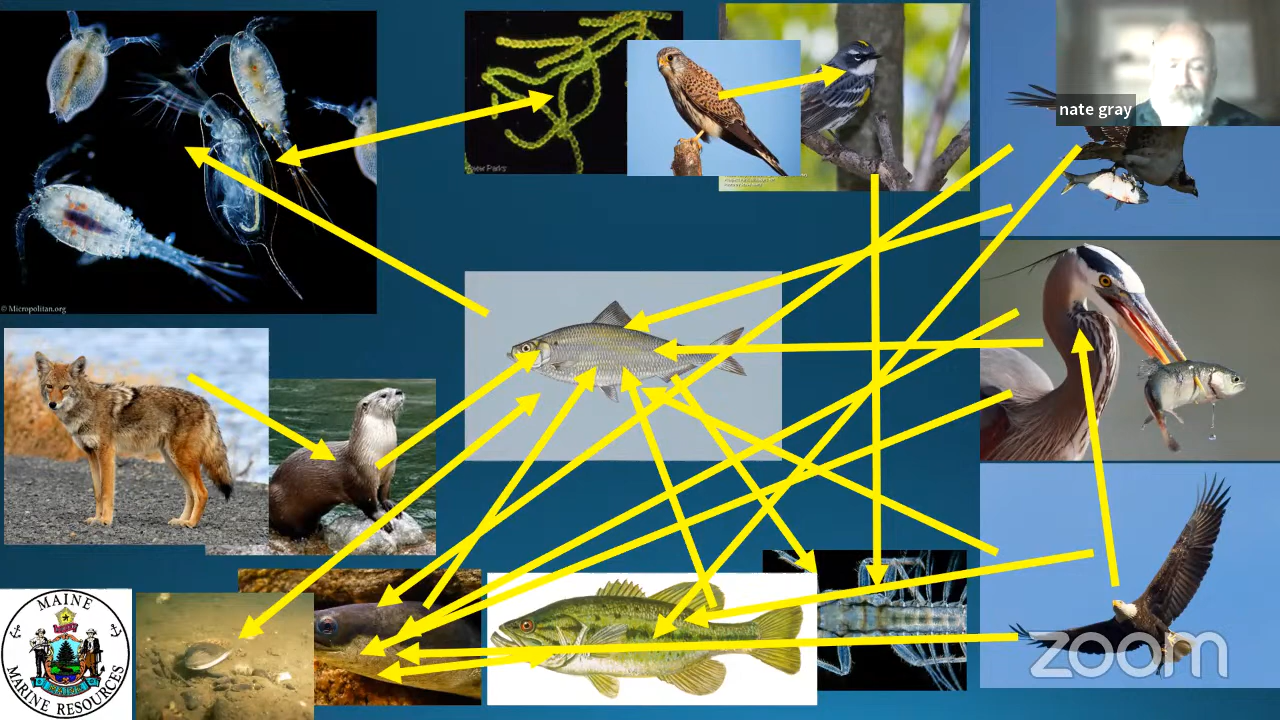 nate gray
© Micropolitan.org
MAINE
MARINE RESOURCES
zoom